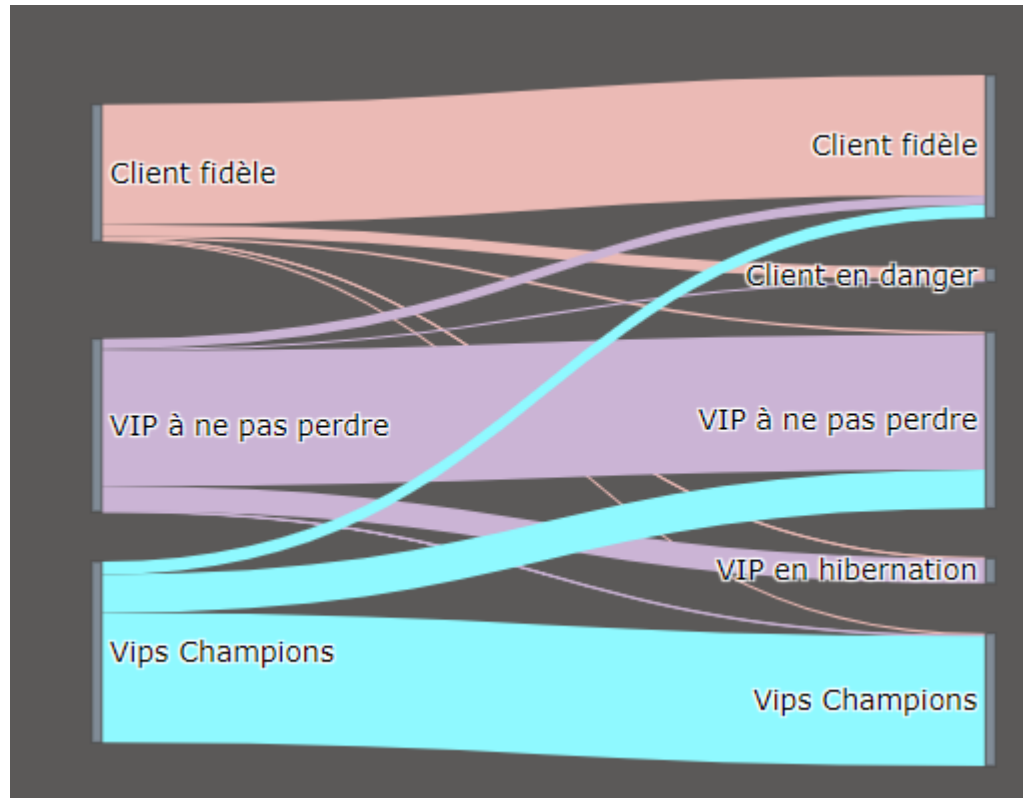 Client fidèle
VIP à ne pas perdre
Vips Champions
Client fidèle
Client en danger
VIP à ne pas perdre
VIP en hibernation
Vips Champions